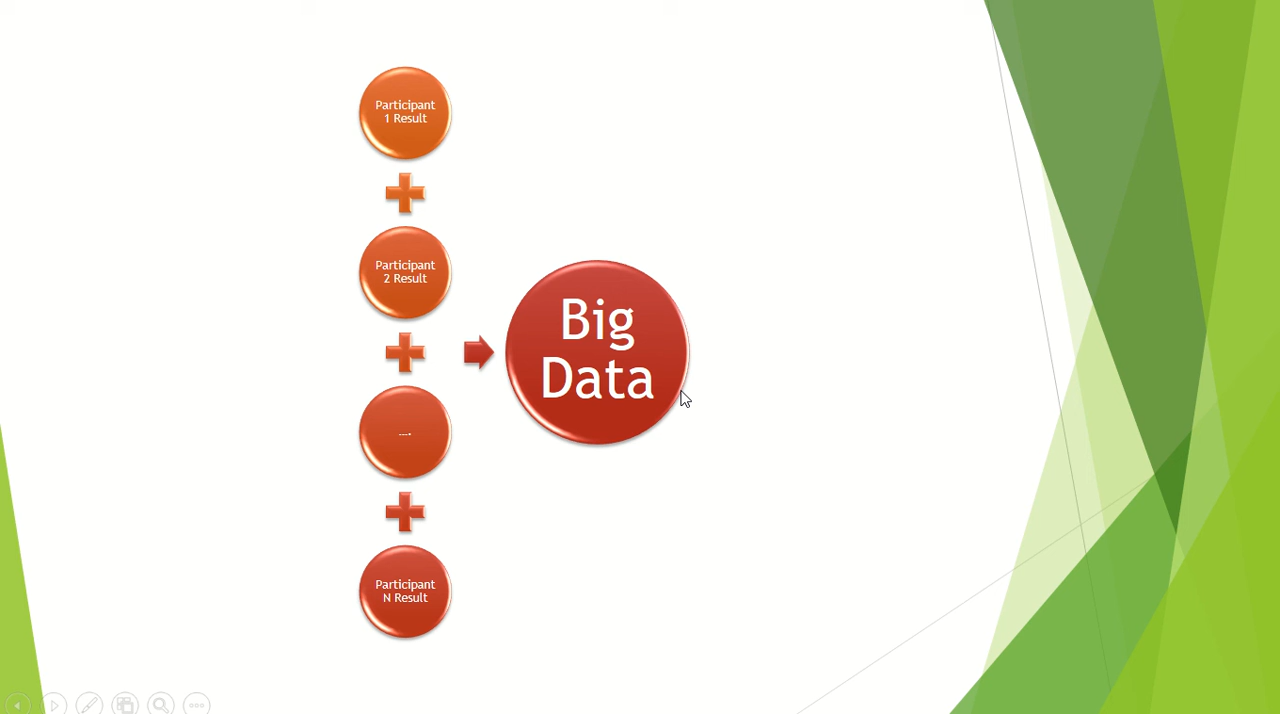 Participant
1 Result
Participant
2 Result
....
Participant
N Result
Big
Data